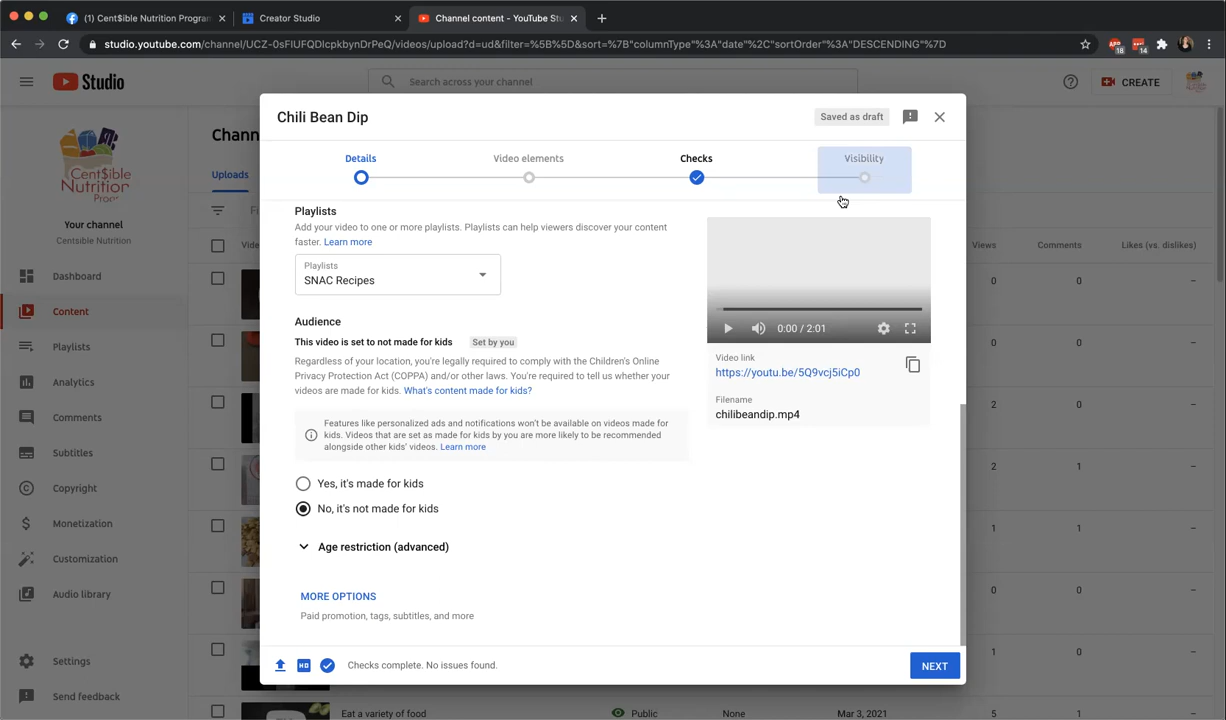 (1) Cent$ible Nutrition Program
Creator Studio
Channel content - YouTube Stu
studio.youtube.com/channel/UCZ-0sFIUFQDlcpkbynDrPeQ/videos/upload?d=ud&filter=%5B%5D&sort=%7B"columnType"%3A"date"%2C"sortOrder"%3A"DESCENDING"%7D
18
14
Studio
Search across your channel
CREATE
Cent$ible
Nutrition
Your channel
Centsible Nutrition
Dashboard
Content
Playlists
Analytics
Comments
Subtitles
Copyright
Monetization
Customization
Audio library
Settings
Send feedback
Chann
Uploads
Vide
Views
Comments
Likes (vs. dislikes)
0
0
–
0
0
–
2
0
–
2
1
–
1
1
–
0
0
–
1
0
–
Eat a variety of food
Public
None
Mar 3, 2021
5
1
–
Chili Bean Dip
Saved as draft
Details
Video elements
Checks
Visibility
Playlists
Add your video to one or more playlists. Playlists can help viewers discover your content
faster. Learn more
Playlists
SNAC Recipes
Audience
This video is set to not made for kids Set by you
Regardless of your location, you're legally required to comply with the Children's Online
Privacy Protection Act (COPPA) and/or other laws. You're required to tell us whether your
videos are made for kids. What's content made for kids?
Features like personalized ads and notifications won't be available on videos made for
kids. Videos that are set as made for kids by you are more likely to be recommended
alongside other kids' videos. Learn more
Yes, it's made for kids
No, it's not made for kids
Age restriction (advanced)
MORE OPTIONS
Paid promotion, tags, subtitles, and more
0:00 / 2:01
Video link
https://youtu.be/5Q9vcj5iCp0
Filename
chilibeandip.mp4
HD
Checks complete. No issues found.
NEXT